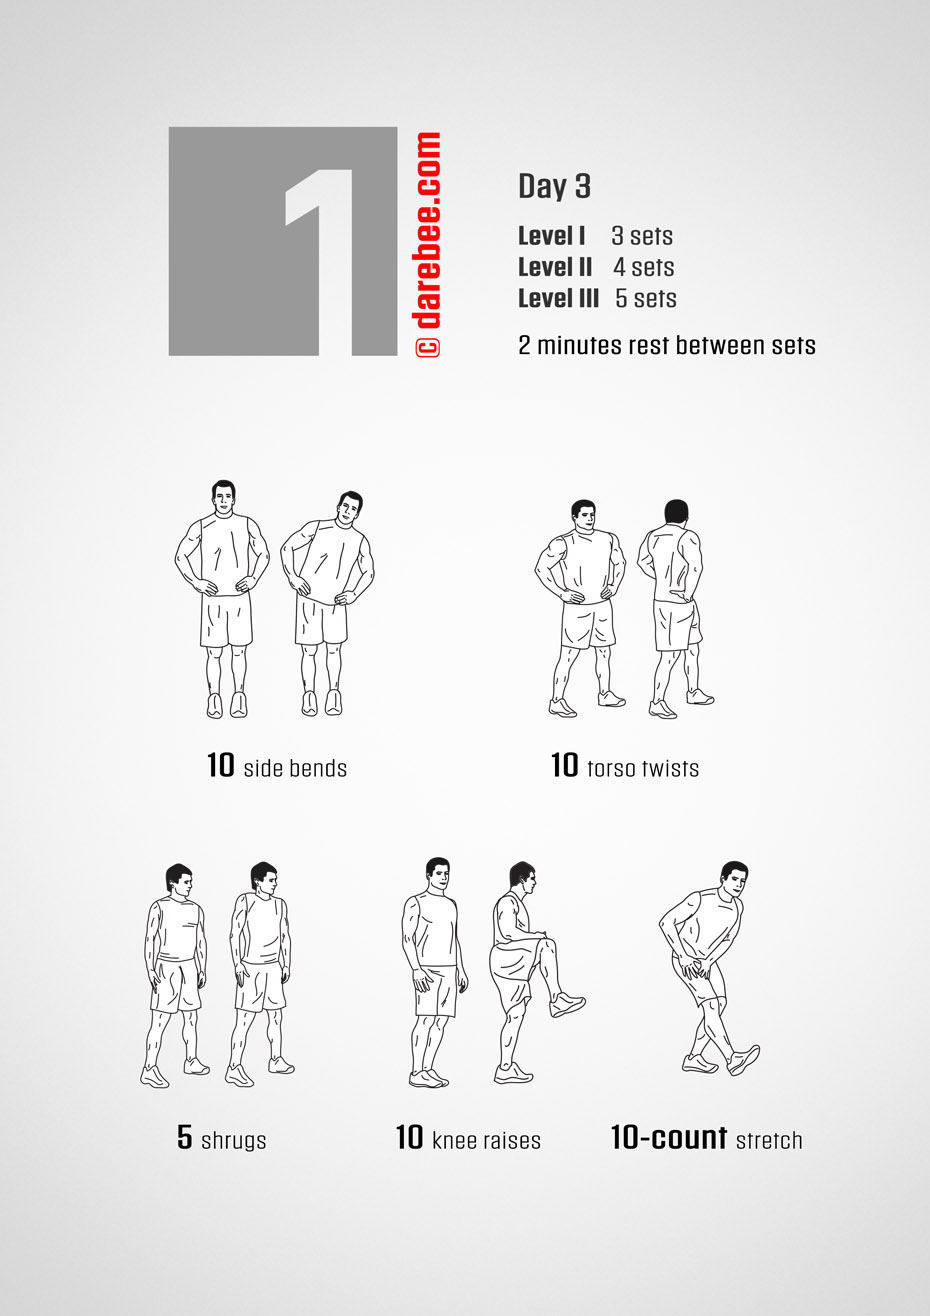 1
© darebee.com
Day 3
Level I 3 sets
Level II 4 sets
Level III 5 sets
2 minutes rest between sets
10 side bends
10 torso twists
5 shrugs
10 knee raises
10-count stretch